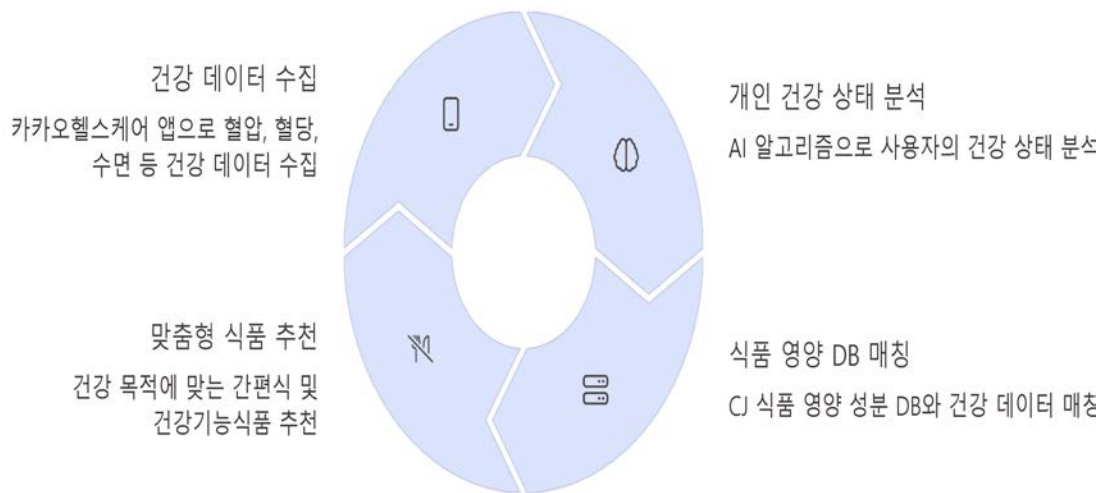 건강 데이터 수집
카카오헬스케어 앱으로 혈압, 혈당,
수면 등 건강 데이터 수집
개인 건강 상태 분석
AI 알고리즘으로 사용자의 건강 상태 분석
맞춤형 식품 추천
건강 목적에 맞는 간편식 및
건강기능식품 추천
식품 영양 DB 매칭
CJ 식품 영양 성분 DB와 건강 데이터 매칭